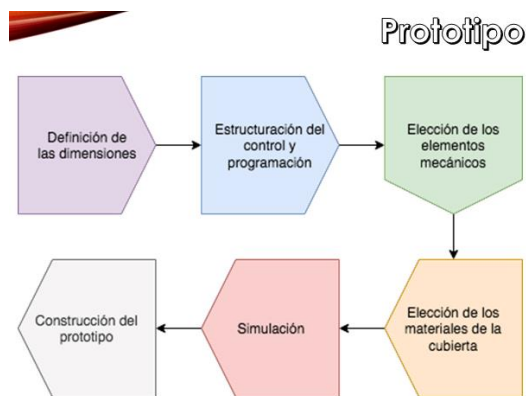 Prototipo
Definición de
las dimensiones
Estructuración del
control y
programación
Elección de los
elementos
mecánicos
Elección de los
materiales de la
cubierta
Simulación
Construcción del
prototipo